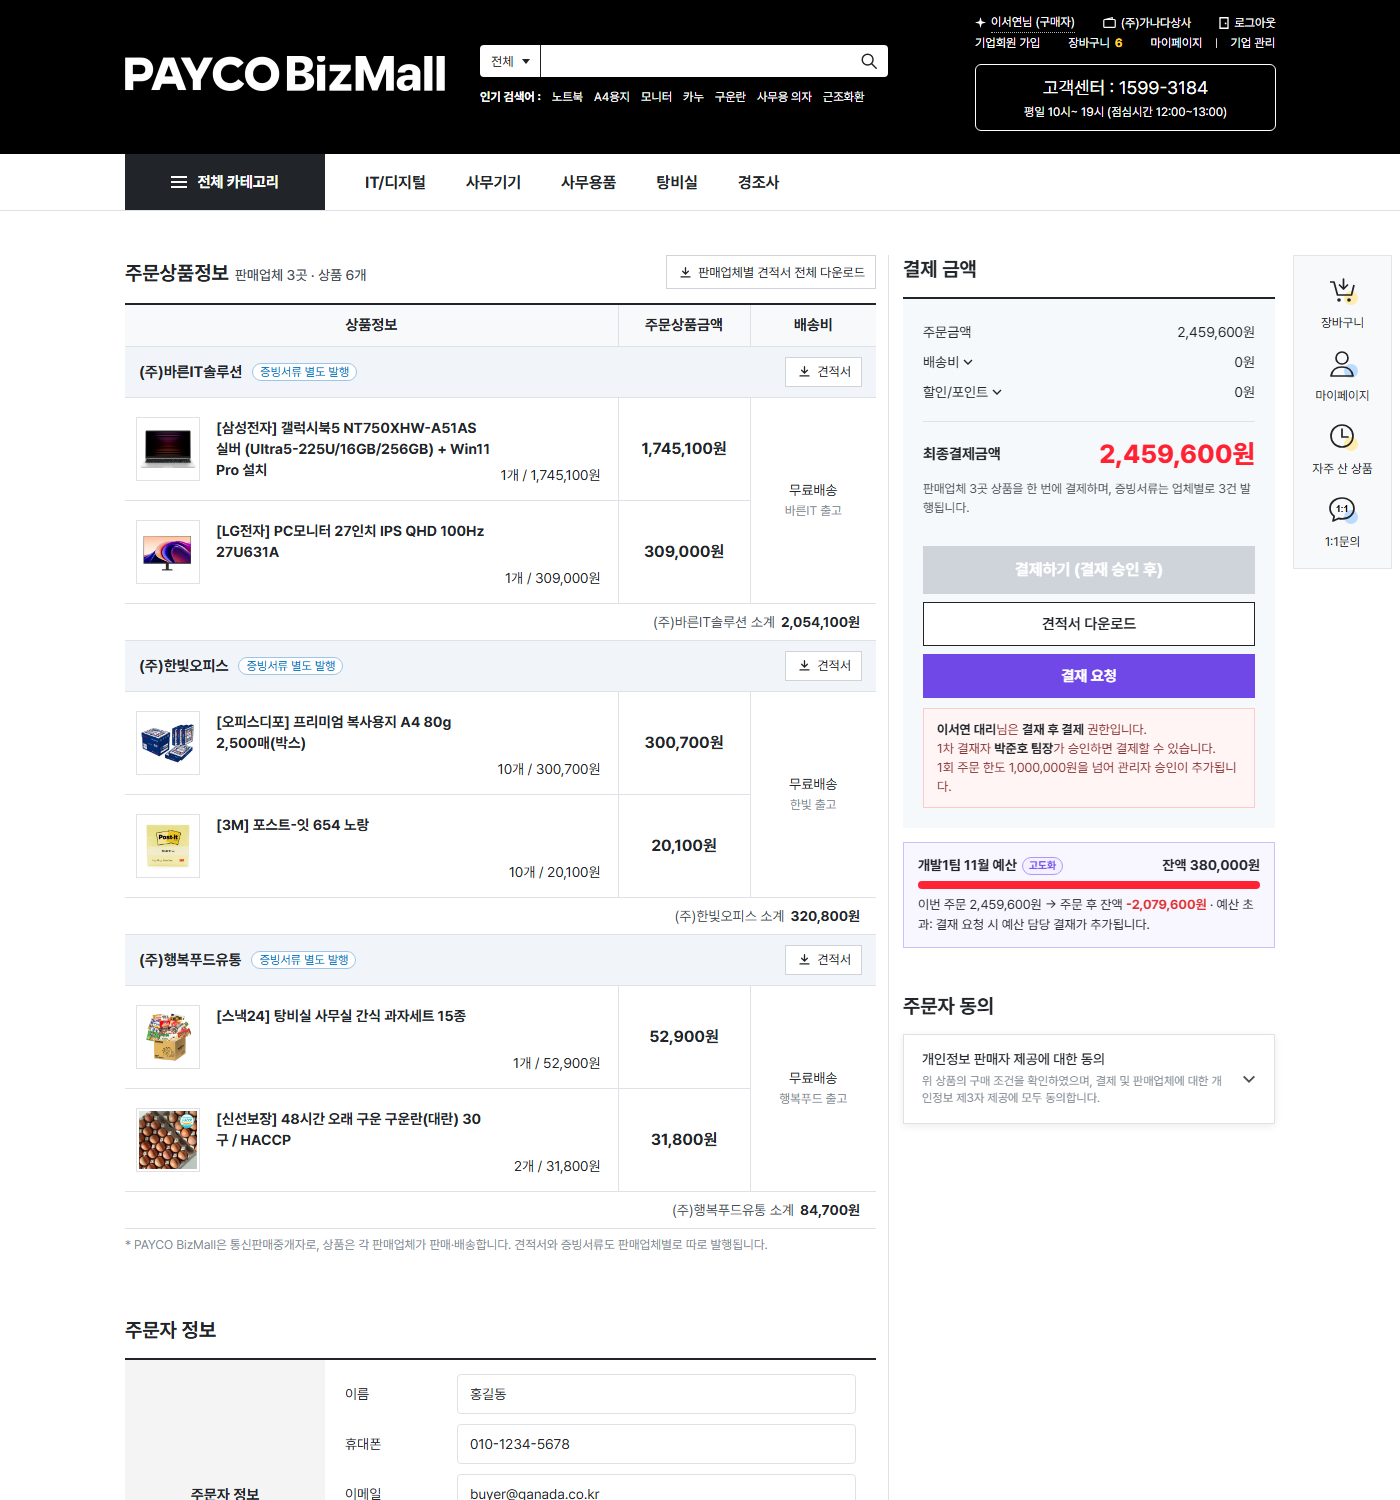 이서연님 (구매자) (주)가나다상사 로그아웃
기업회원 가입 장바구니 6 마이페이지 | 기업 관리
PAYCO BizMall
전체
인기 검색어 : 노트북 A4용지 모니터 카누 구운란 사무용 의자 근조화환
고객센터 : 1599-3184
평일 10시~ 19시 (점심시간 12:00~13:00)
전체 카테고리 IT/디지털 사무기기 사무용품 탕비실 경조사
주문상품정보 판매업체 3곳 · 상품 6개
판매업체별 견적서 전체 다운로드
상품정보 주문상품금액 배송비
(주)바른IT솔루션 증빙서류 별도 발행 견적서
[삼성전자] 갤럭시북5 NT750XHW-A51AS
실버 (Ultra5-225U/16GB/256GB) + Win11
Pro 설치
1개 / 1,745,100원
1,745,100원
무료배송
바른IT 출고
[LG전자] PC모니터 27인치 IPS QHD 100Hz
27U631A
1개 / 309,000원
309,000원
(주)바른IT솔루션 소계 2,054,100원
(주)한빛오피스 증빙서류 별도 발행 견적서
[오피스디포] 프리미엄 복사용지 A4 80g
2,500매(박스)
10개 / 300,700원
300,700원
무료배송
한빛 출고
Post-it
[3M] 포스트-잇 654 노랑
10개 / 20,100원
20,100원
(주)한빛오피스 소계 320,800원
(주)행복푸드유통 증빙서류 별도 발행 견적서
[스낵24] 탕비실 사무실 간식 과자세트 15종
1개 / 52,900원
52,900원
무료배송
행복푸드 출고
[신선보장] 48시간 오래 구운 구운란(대란) 30
구 / HACCP
2개 / 31,800원
31,800원
(주)행복푸드유통 소계 84,700원
* PAYCO BizMall은 통신판매중개자로, 상품은 각 판매업체가 판매·배송합니다. 견적서와 증빙서류도 판매업체별로 따로 발행됩니다.
주문자 정보
주문자 정보
이름 홍길동
휴대폰 010-1234-5678
이메일 buyer@ganada.co.kr
결제 금액
주문금액 2,459,600원
배송비 0원
할인/포인트 0원
최종결제금액 2,459,600원
판매업체 3곳 상품을 한 번에 결제하며, 증빙서류는 업체별로 3건 발
행됩니다.
결제하기 (결재 승인 후)
견적서 다운로드
결재 요청
이서연 대리님은 결재 후 결제 권한입니다.
1차 결재자 박준호 팀장가 승인하면 결제할 수 있습니다.
1회 주문 한도 1,000,000원을 넘어 관리자 승인이 추가됩니
다.
개발1팀 11월 예산 고도화 잔액 380,000원
이번 주문 2,459,600원 → 주문 후 잔액 -2,079,600원 · 예산 초
과: 결재 요청 시 예산 담당 결재가 추가됩니다.
주문자 동의
개인정보 판매자 제공에 대한 동의
위 상품의 구매 조건을 확인하였으며, 결제 및 판매업체에 대한 개
인정보 제3자 제공에 모두 동의합니다.
장바구니
마이페이지
자주 산 상품
1:1
1:1문의